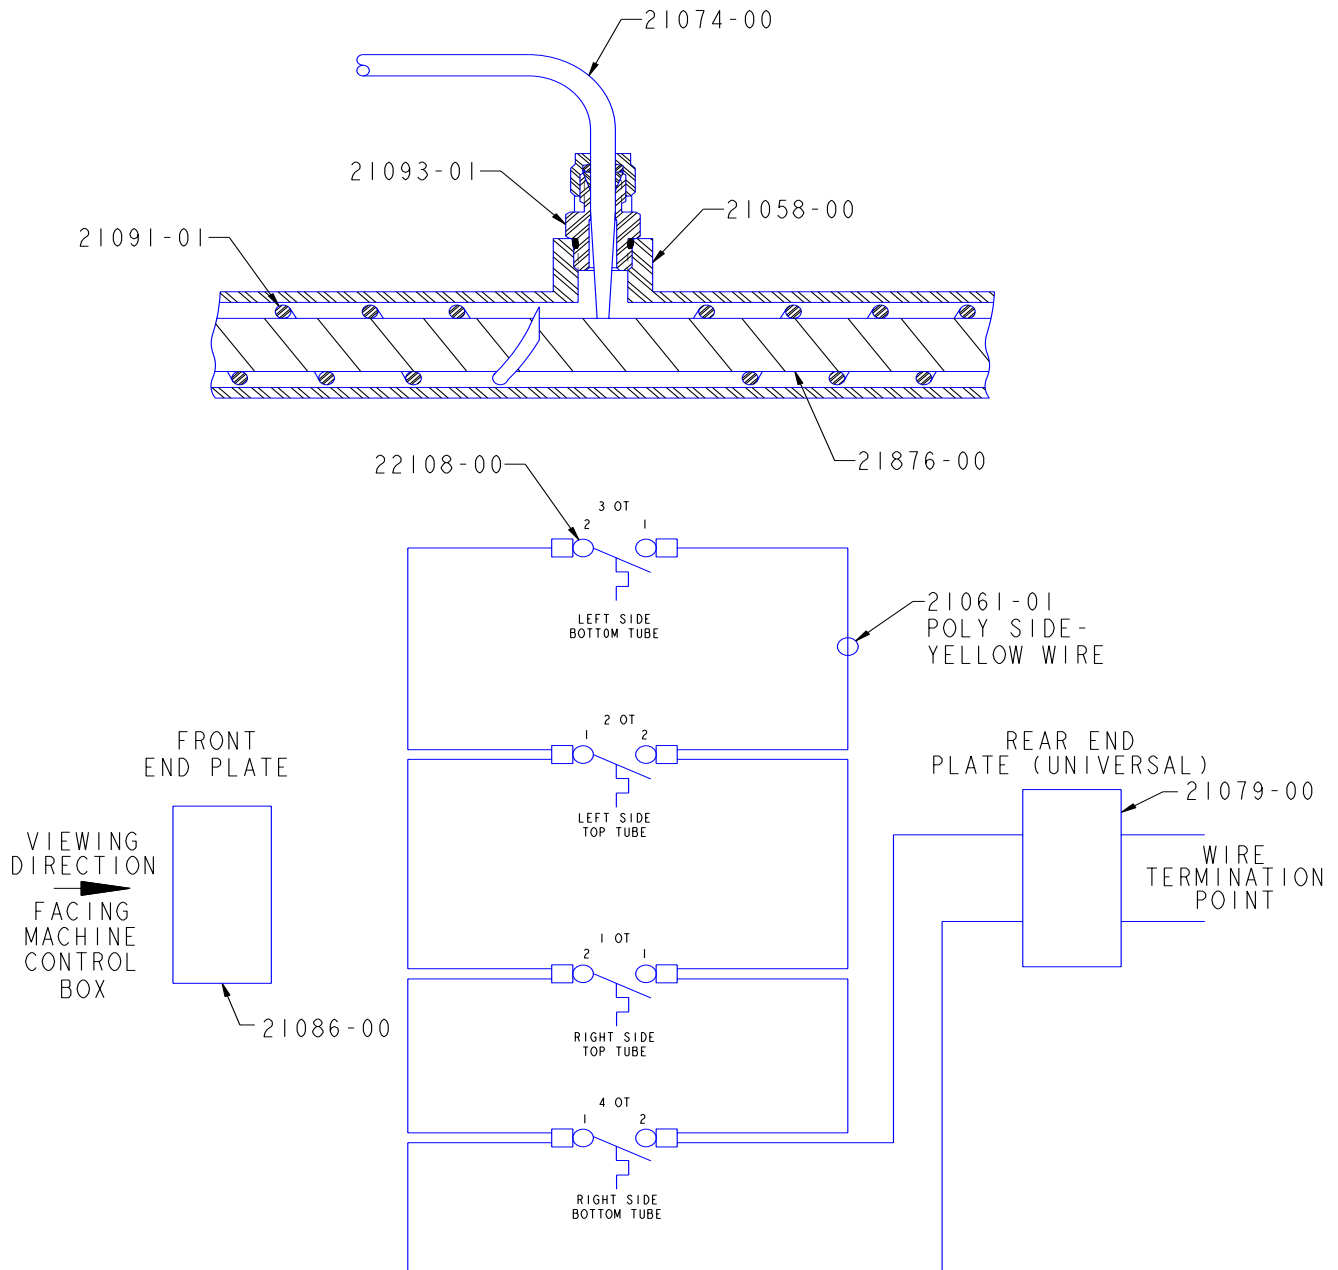 21074-00
21093-01
21058-00
21091-01
21876-00
22108-00
3 OT
2 1
LEFT SIDE
BOTTOM TUBE
21061-01
POLY SIDE-
YELLOW WIRE
2 OT
1 2
LEFT SIDE
TOP TUBE
FRONT
END PLATE
REAR END
PLATE (UNIVERSAL)
21079-00
VIEWING
DIRECTION
FACING
MACHINE
CONTROL
BOX
WIRE
TERMINATION
POINT
21086-00
1 OT
2 1
RIGHT SIDE
TOP TUBE
4 OT
1 2
RIGHT SIDE
BOTTOM TUBE